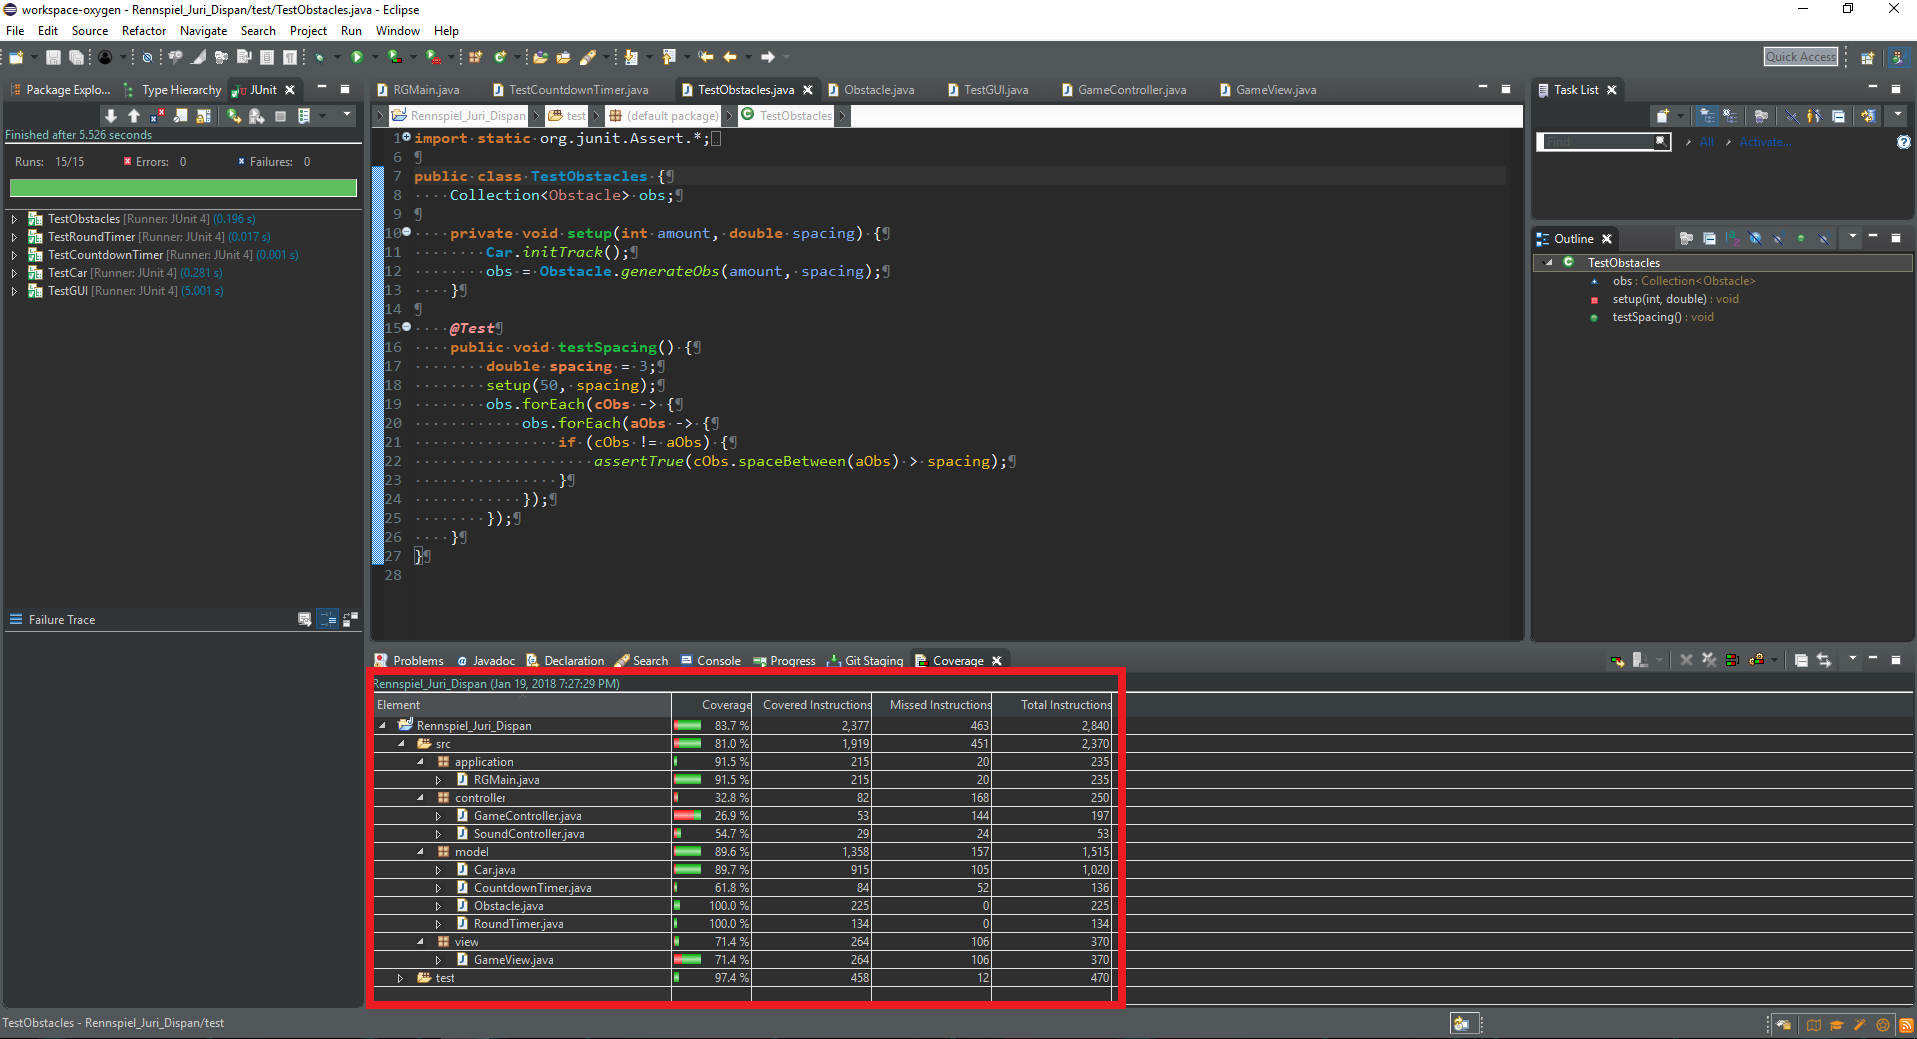 workspace-oxygen - Rennspiel_Juri_Dispan/test/TestObstacles.java - Eclipse
File Edit Source Refactor Navigate Search Project Run Window Help
Quick Access
Package Explo... Type Hierarchy JUnit
Finished after 5.526 seconds
Runs: 15/15 Errors: 0 Failures: 0
TestObstacles [Runner: JUnit 4] (0.196 s)
TestRoundTimer [Runner: JUnit 4] (0.017 s)
TestCountdownTimer [Runner: JUnit 4] (0.001 s)
TestCar [Runner: JUnit 4] (0.281 s)
TestGUI [Runner: JUnit 4] (5.001 s)
Failure Trace
RGMain.java TestCountdownTimer.java TestObstacles.java Obstacle.java TestGUI.java GameController.java GameView.java
Rennspiel_Juri_Dispan test (default package) TestObstacles
1 import static org.junit.Assert.*;
6 ¶
7 public class TestObstacles {¶
8 ····Collection<Obstacle> obs;¶
9 ¶
10 ····private void setup(int amount, double spacing) {¶
11 ········Car.initTrack();¶
12 ········obs = Obstacle.generateObs(amount, spacing);¶
13 ····}¶
14 ¶
15 ····@Test¶
16 ····public void testSpacing() {¶
17 ········double spacing = 3;¶
18 ········setup(50, spacing);¶
19 ········obs.forEach(cObs -> {¶
20 ············obs.forEach(aObs -> {¶
21 ················if (cObs != aObs) {¶
22 ····················assertTrue(cObs.spaceBetween(aObs) > spacing);¶
23 ················}¶
24 ············});¶
25 ········});¶
26 ····}¶
27 }¶
28
Task List
Find All Activate...
Outline
TestObstacles
obs : Collection<Obstacle>
setup(int, double) : void
testSpacing() : void
Problems Javadoc Declaration Search Console Progress Git Staging Coverage
Rennspiel_Juri_Dispan (Jan 19, 2018 7:27:29 PM)
Element Coverage Covered Instructions Missed Instructions Total Instructions
Rennspiel_Juri_Dispan 83.7 % 2,377 463 2,840
src 81.0 % 1,919 451 2,370
application 91.5 % 215 20 235
RGMain.java 91.5 % 215 20 235
controller 32.8 % 82 168 250
GameController.java 26.9 % 53 144 197
SoundController.java 54.7 % 29 24 53
model 89.6 % 1,358 157 1,515
Car.java 89.7 % 915 105 1,020
CountdownTimer.java 61.8 % 84 52 136
Obstacle.java 100.0 % 225 0 225
RoundTimer.java 100.0 % 134 0 134
view 71.4 % 264 106 370
GameView.java 71.4 % 264 106 370
test 97.4 % 458 12 470
TestObstacles - Rennspiel_Juri_Dispan/test